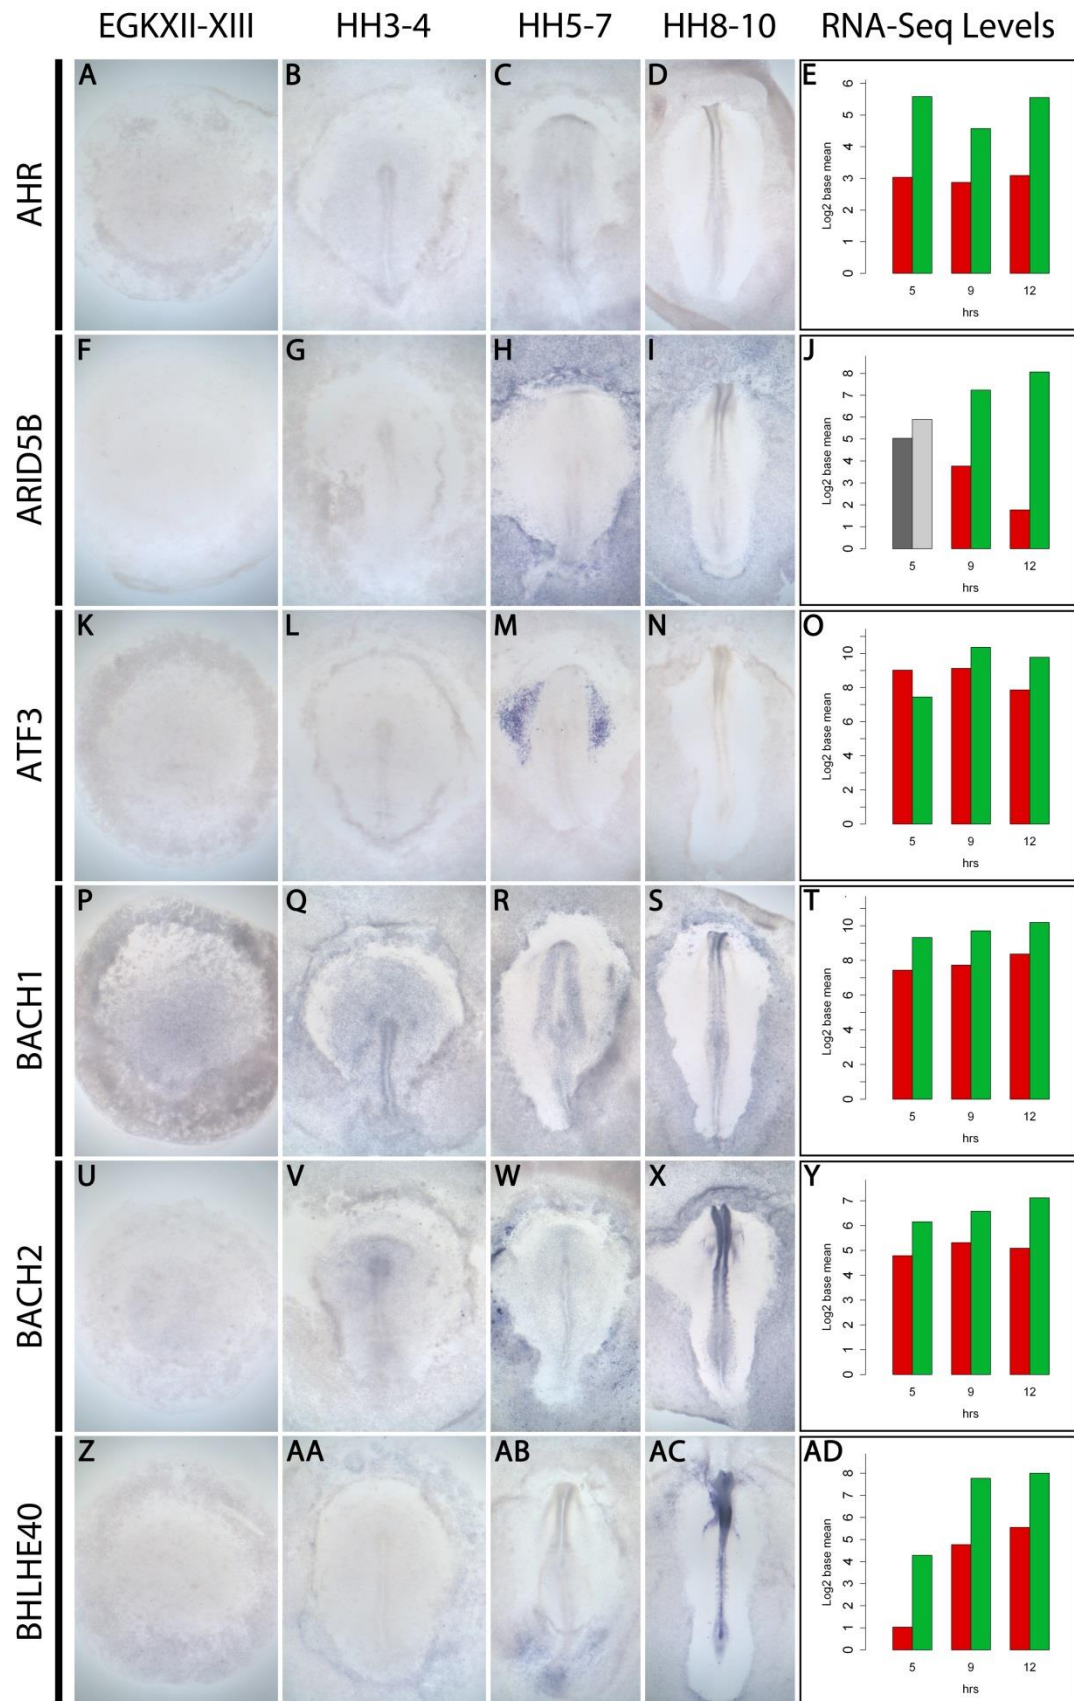 EGKXII-XIII HH3-4 HH5-7 HH8-10 RNA-Seq Levels
AHR
A B C D E
Log2 base mean
6
5
4
3
2
1
0
5 9 12
hrs
ARID5B
F G H I J
Log2 base mean
8
7
6
5
4
3
2
1
0
5 9 12
hrs
ATF3
K L M N O
Log2 base mean
10
8
6
4
2
0
5 9 12
hrs
BACH1
P Q R S T
Log2 base mean
10
8
6
4
2
0
5 9 12
hrs
BACH2
U V W X Y
Log2 base mean
7
6
5
4
3
2
1
0
5 9 12
hrs
BHLHE40
Z AA AB AC AD
Log2 base mean
8
7
6
5
4
3
2
1
0
5 9 12
hrs